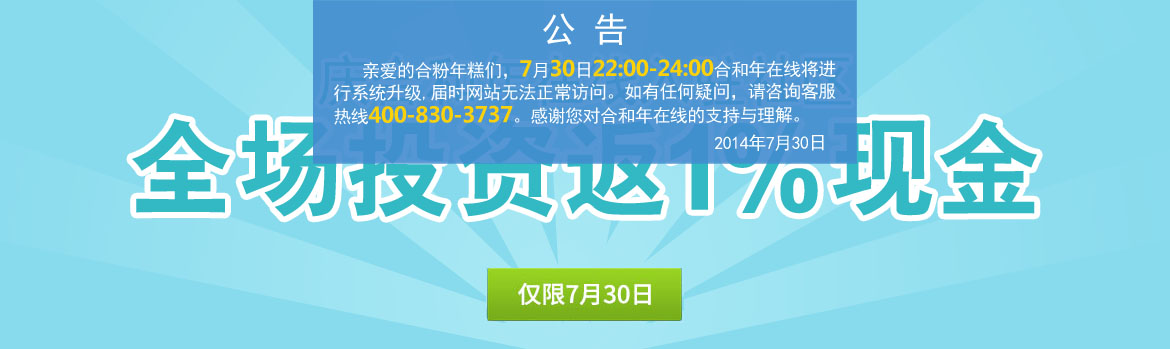 公 告
亲爱的合粉年糕们，7月30日22:00-24:00合和年在线将进
行系统升级,届时网站无法正常访问。如有任何疑问，请咨询客服
热线400-830-3737。感谢您对合和年在线的支持与理解。
2014年7月30日
全场投资返1%现金
仅限7月30日